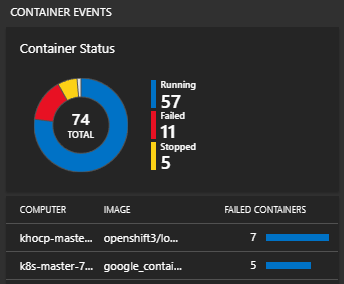 CONTAINER EVENTS
Container Status
74
TOTAL
Running
57
Failed
11
Stopped
5
COMPUTER IMAGE FAILED CONTAINERS
khocp-maste... openshift3/lo... 7
k8s-master-7... google_contai... 5